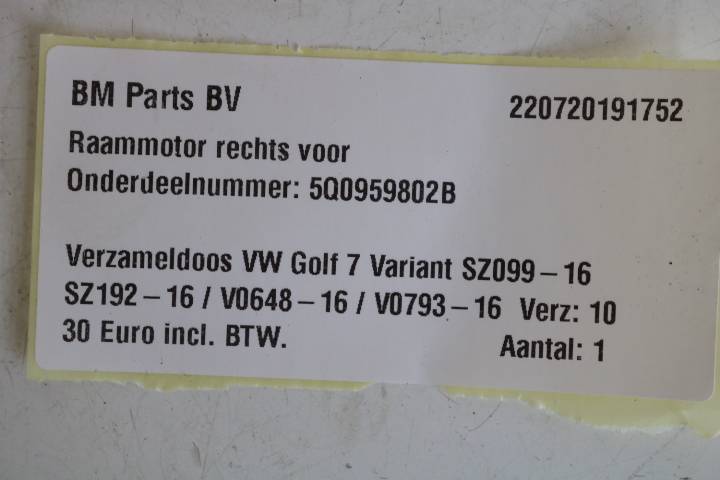 BM Parts BV 220720191752
Raammotor rechts voor
Onderdeelnummer: 5Q0959802B
Verzameldoos VW Golf 7 Variant SZ099-16
SZ192-16 / V0648-16 / V0793-16 Verz: 10
30 Euro incl. BTW. Aantal: 1